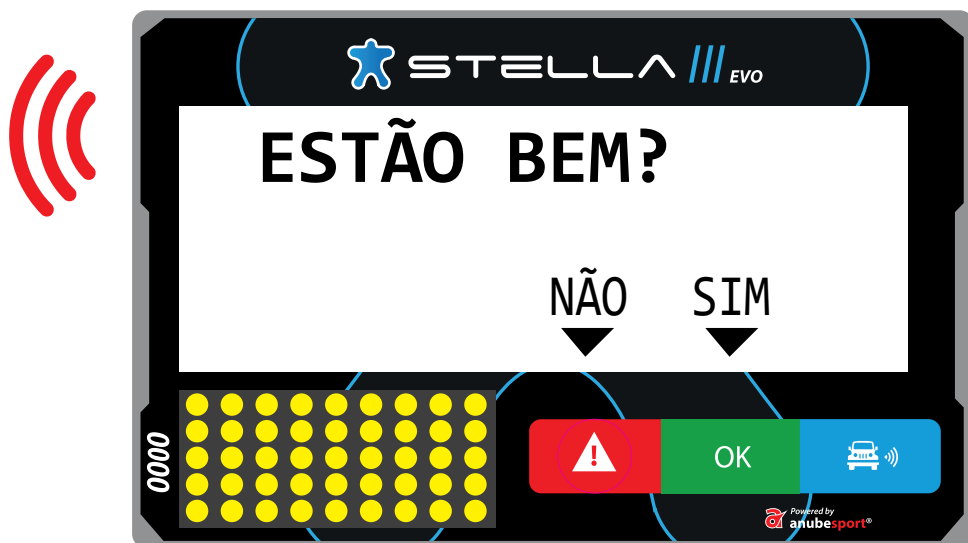 STELLA III EVO
ESTÃO BEM?
NÃO SIM
0000
! OK
Powered by
anubesport®